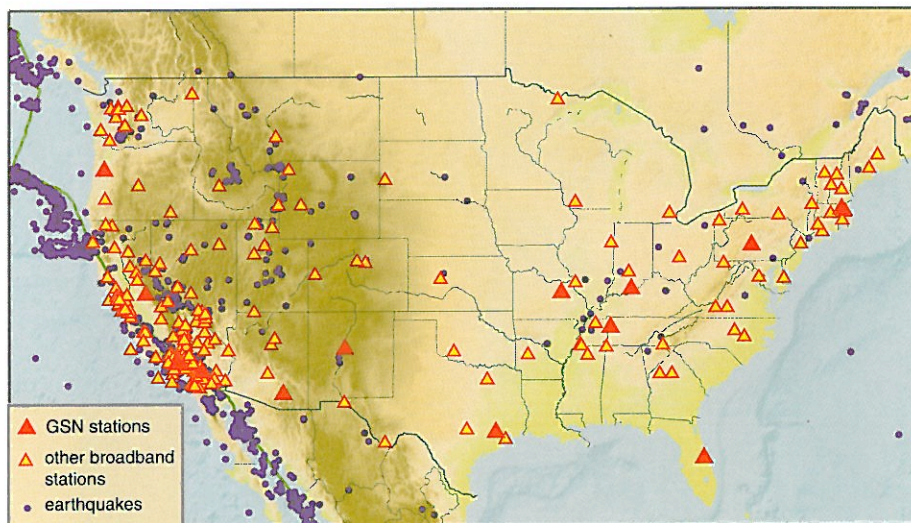 GSN stations
other broadband
stations
earthquakes